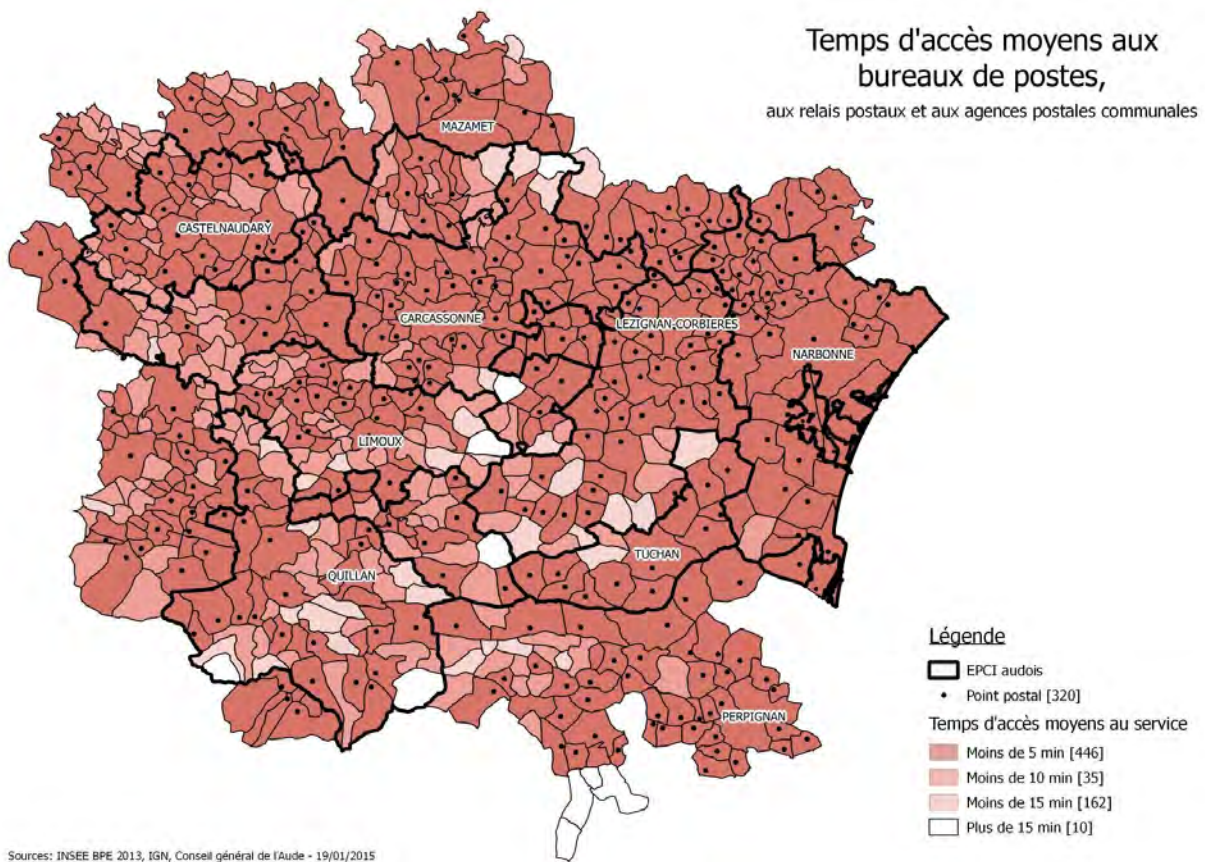 Temps d'accès moyens aux
bureaux de postes,
aux relais postaux et aux agences postales communales
MAZAMET
CASTELNAUDARY
CARCASSONNE
LEZIGNAN-CORBIERES
NARBONNE
LIMOUX
TUCHAN
QUILLAN
PERPIGNAN
Légende
EPCI audois
Point postal [320]
Temps d'accès moyens au service
Moins de 5 min [446]
Moins de 10 min [35]
Moins de 15 min [162]
Plus de 15 min [10]
Sources: INSEE BPE 2013, IGN, Conseil général de l'Aude - 19/01/2015